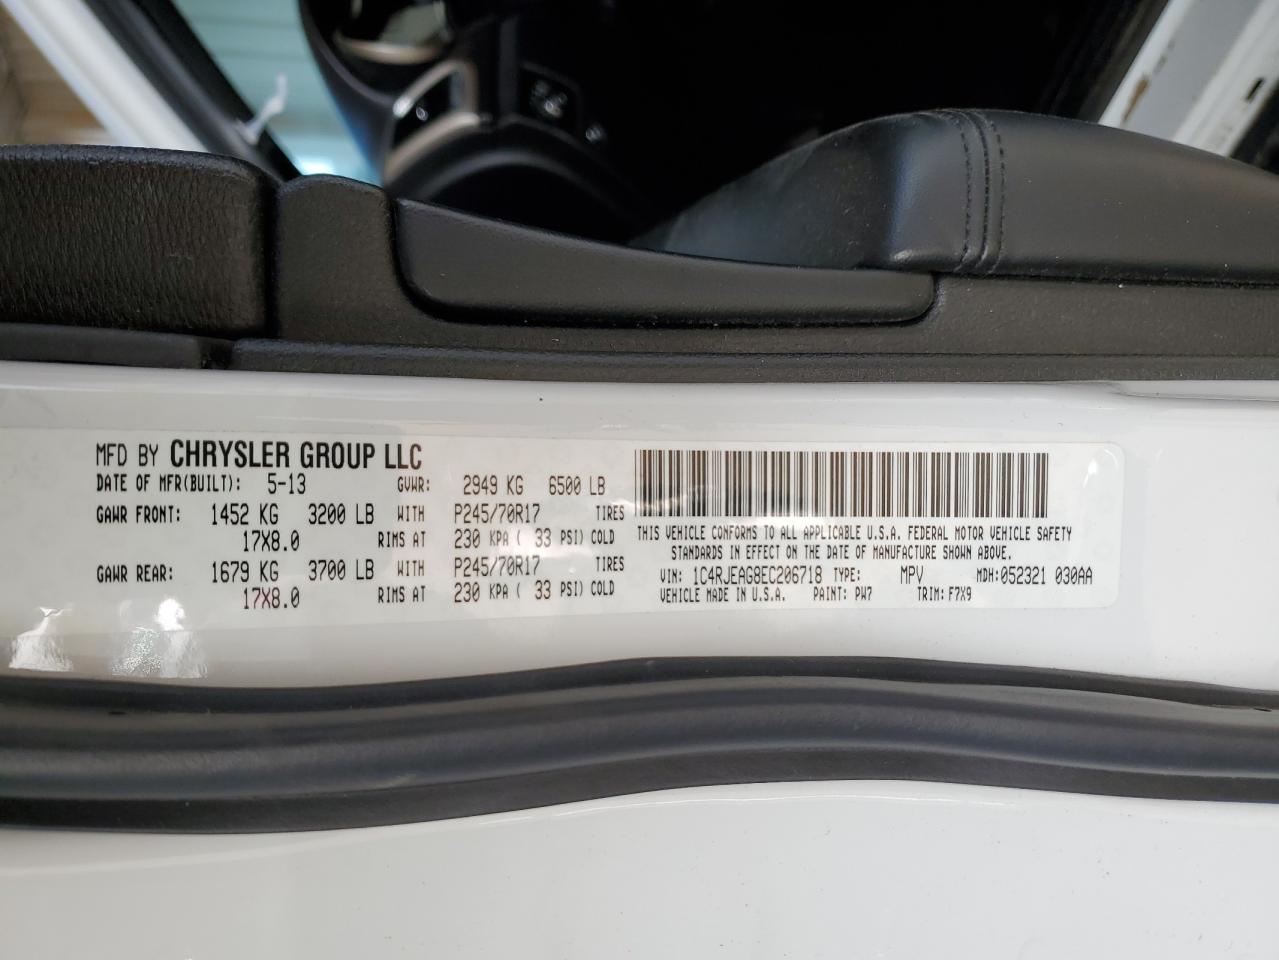 MFD BY CHRYSLER GROUP LLC
DATE OF MFR(BUILT): 5-13 GVWR: 2949 KG 6500 LB
GAWR FRONT: 1452 KG 3200 LB WITH P245/70R17 TIRES
17X8.0 RIMS AT 230 KPA ( 33 PSI) COLD
GAWR REAR: 1679 KG 3700 LB WITH P245/70R17 TIRES
17X8.0 RIMS AT 230 KPA ( 33 PSI) COLD
THIS VEHICLE CONFORMS TO ALL APPLICABLE U.S.A. FEDERAL MOTOR VEHICLE SAFETY
STANDARDS IN EFFECT ON THE DATE OF MANUFACTURE SHOWN ABOVE.
VIN: 1C4RJEAG8EC206718 TYPE: MPV MDH:052321 030AA
VEHICLE MADE IN U.S.A. PAINT: PW7 TRIM: F7X9